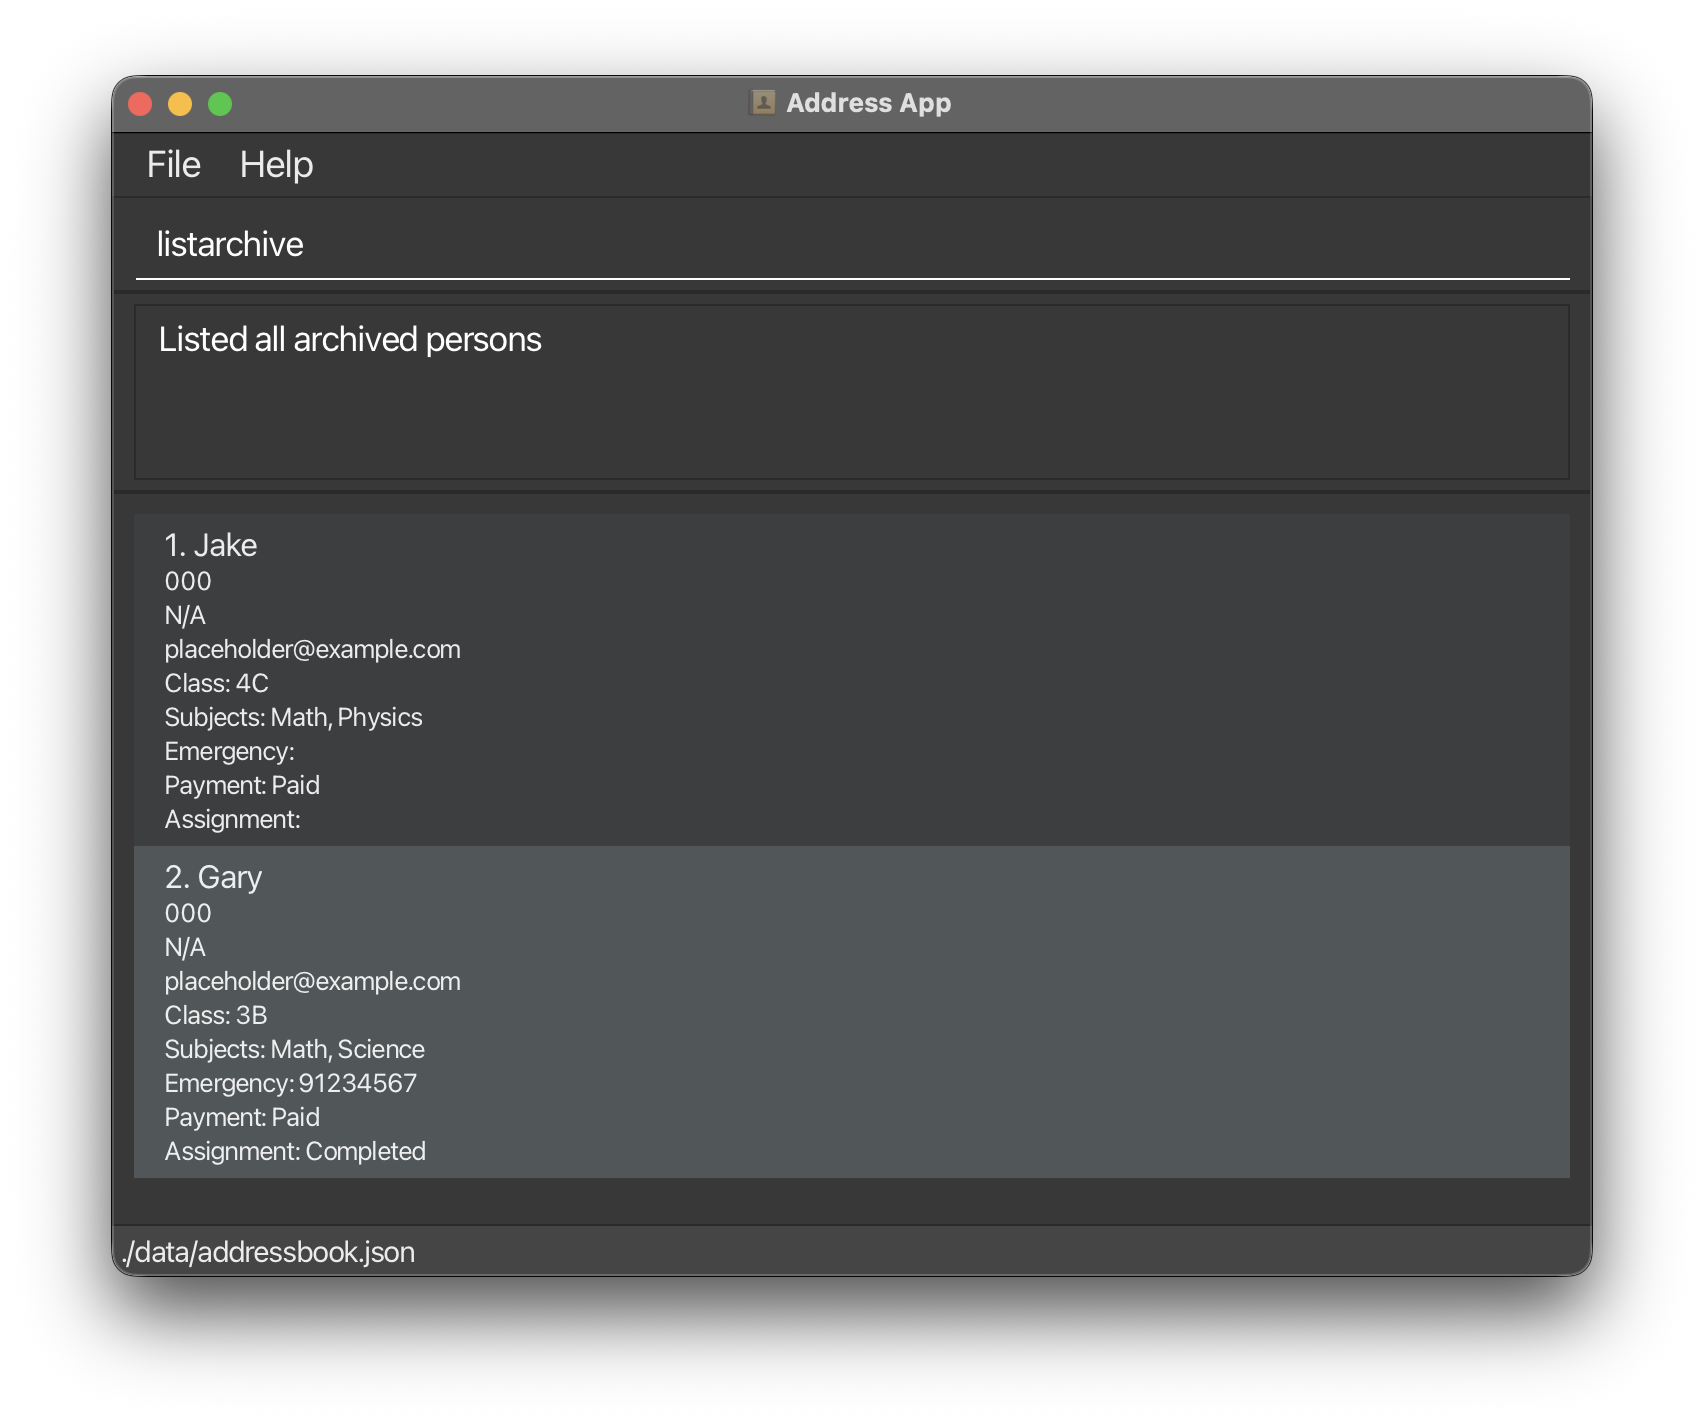 Address App
File Help
listarchive
Listed all archived persons
1. Jake
000
N/A
placeholder@example.com
Class: 4C
Subjects: Math, Physics
Emergency:
Payment: Paid
Assignment:
2. Gary
000
N/A
placeholder@example.com
Class: 3B
Subjects: Math, Science
Emergency: 91234567
Payment: Paid
Assignment: Completed
./data/addressbook.json